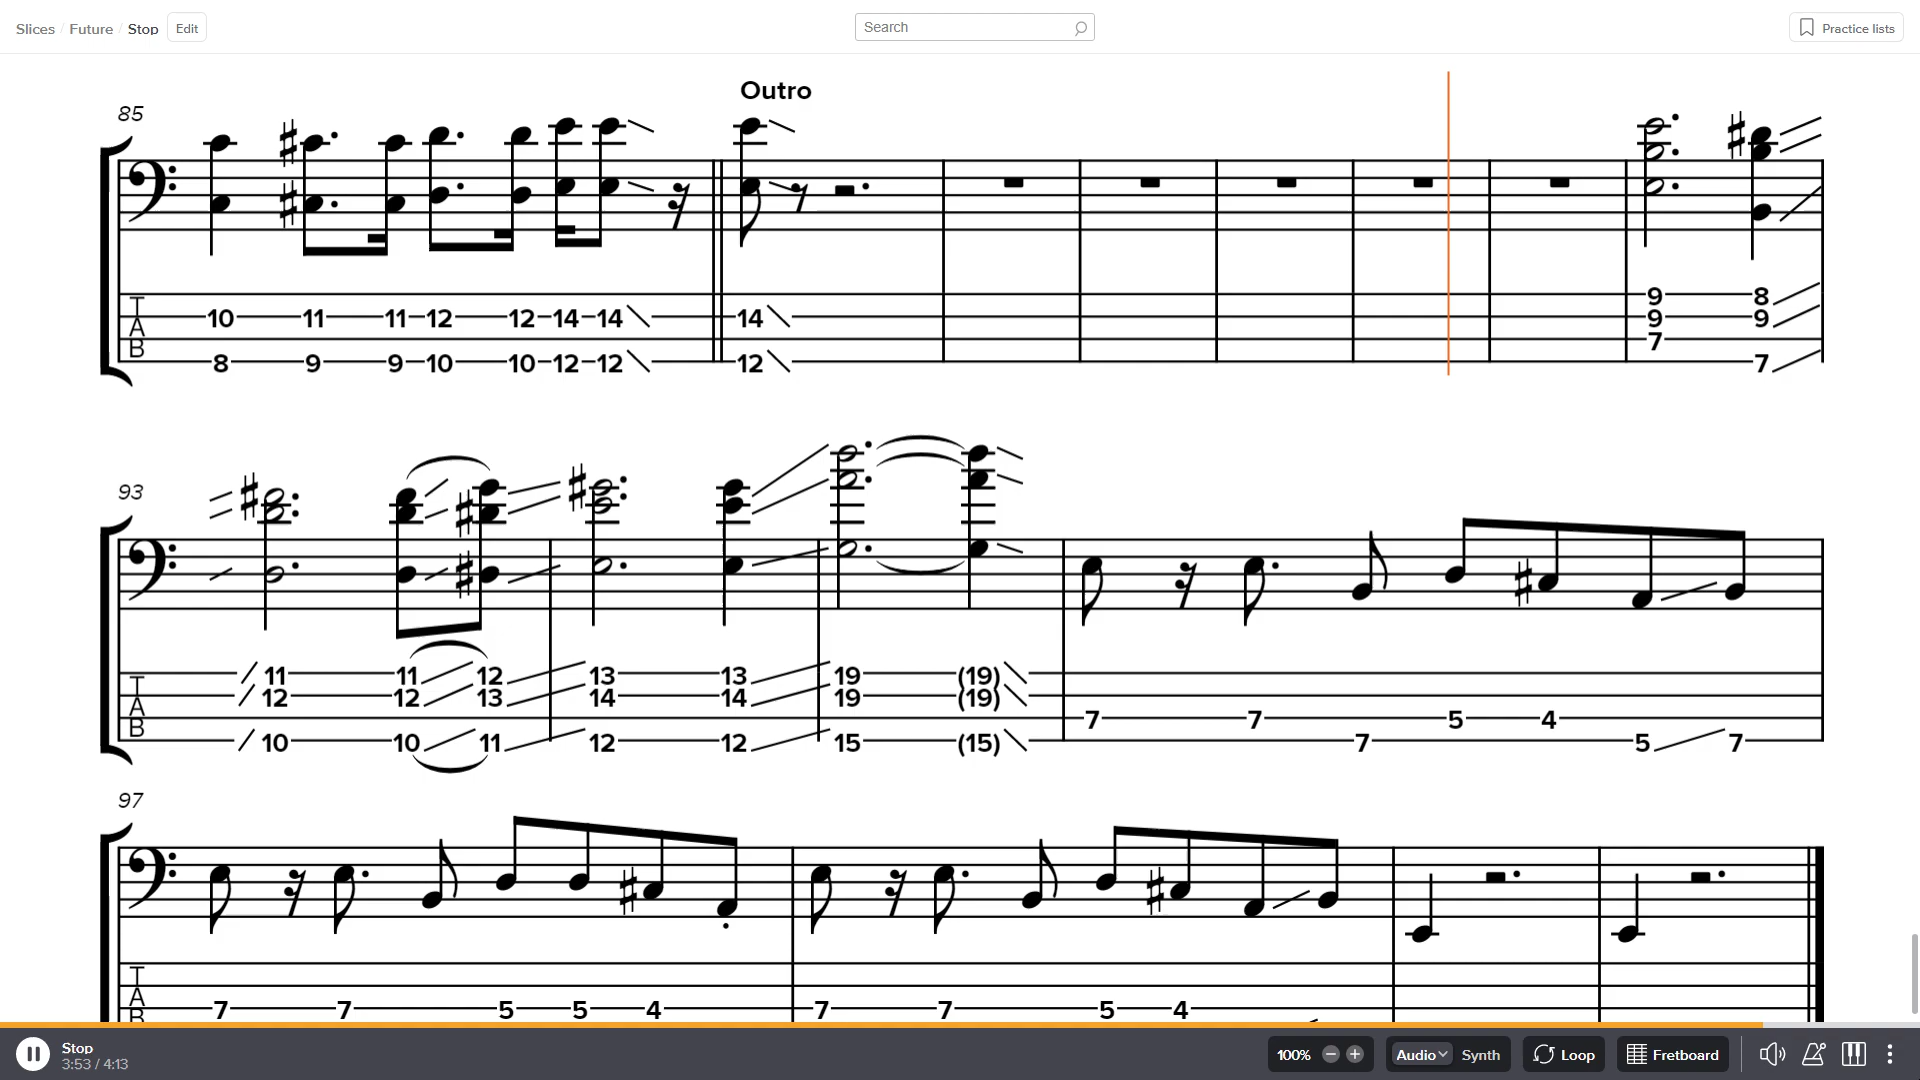 Slices / Future / Stop Edit
Search
Practice lists
Outro
85
T A B
10 11 11 12 12 14 14 14 9 8
8 9 9 10 10 12 12 12 9 9
7 7
93
11 11 12 13 13 19 (19)
12 12 13 14 14 19 (19)
7 7 5 4
10 10 11 12 12 15 (15) 7 5 7
T A B
97
T A B
7 7 5 5 4 7 7 5 4
Stop
3:53 / 4:13
100% Audio Synth Loop Fretboard